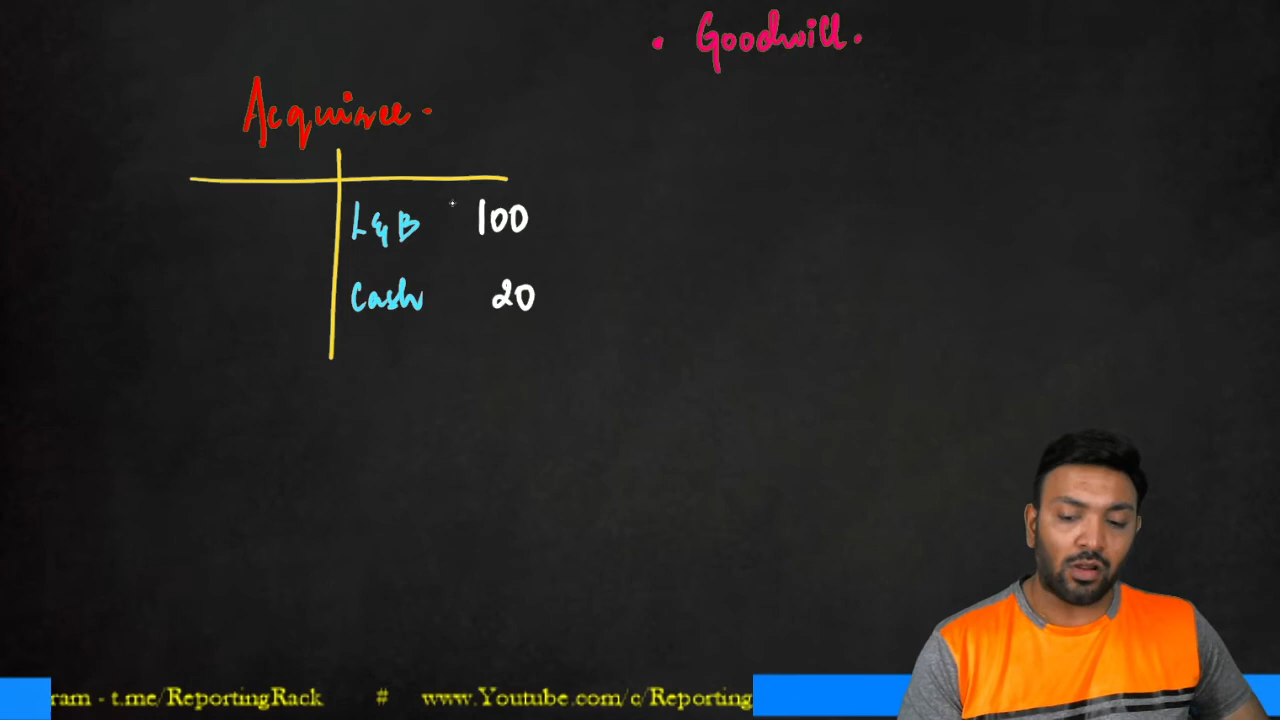 • Goodwill.
Acquiree.
L & B 100
Cash 20
ram - t.me/ReportingRack # www.Youtube.com/c/Reporting